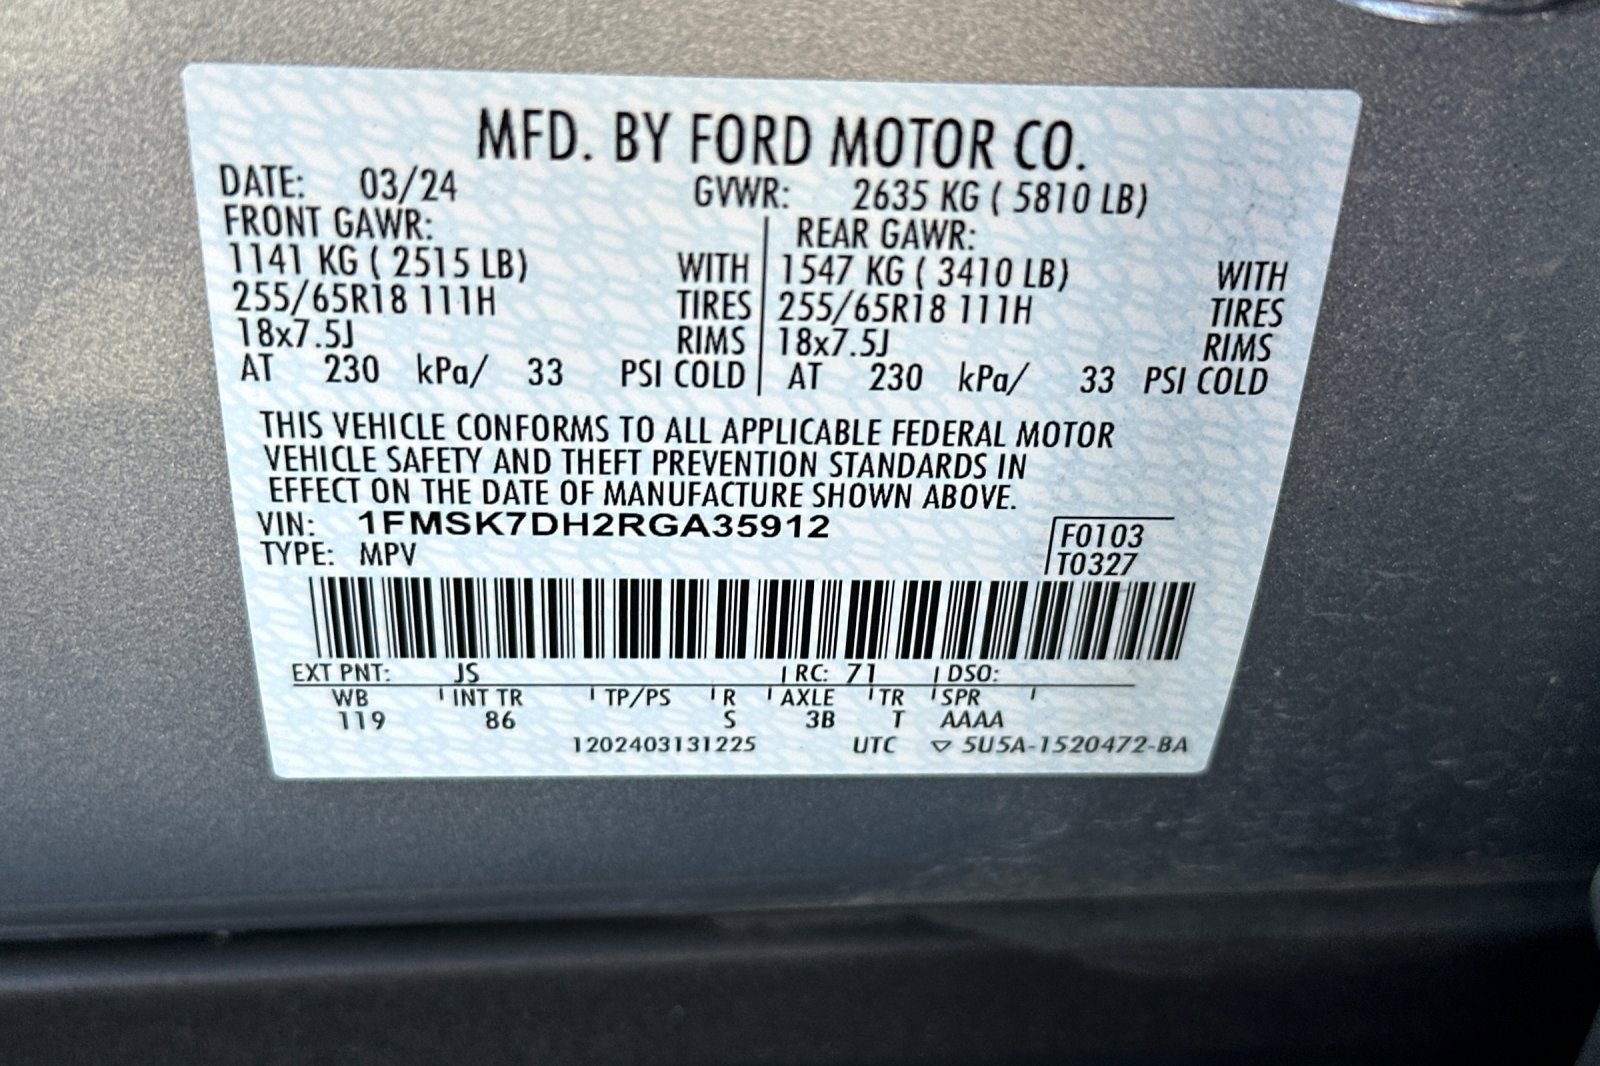 MFD. BY FORD MOTOR CO.
DATE: 03/24 GVWR: 2635 KG ( 5810 LB)
FRONT GAWR: REAR GAWR:
1141 KG ( 2515 LB) WITH 1547 KG ( 3410 LB) WITH
255/65R18 111H TIRES 255/65R18 111H TIRES
18x7.5J RIMS 18x7.5J RIMS
AT 230 kPa/ 33 PSI COLD AT 230 kPa/ 33 PSI COLD
THIS VEHICLE CONFORMS TO ALL APPLICABLE FEDERAL MOTOR
VEHICLE SAFETY AND THEFT PREVENTION STANDARDS IN
EFFECT ON THE DATE OF MANUFACTURE SHOWN ABOVE.
VIN: 1FMSK7DH2RGA35912 F0103
TYPE: MPV T0327
EXT PNT: JS RC: 71 DSO:
WB INT TR TP/PS R AXLE TR SPR
119 86 S 3B T AAAA
1202403131225 UTC ▽ 5U5A-1520472-BA